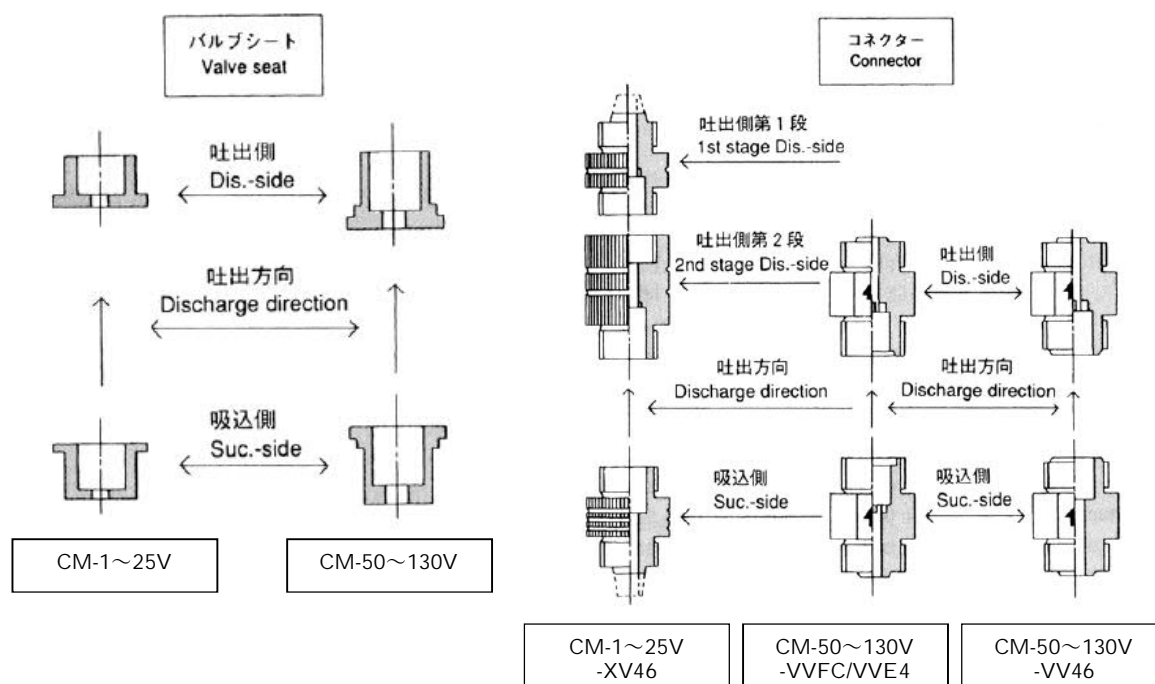 バルブシート
Valve seat
吐出側
Dis.-side
吐出方向
Discharge direction
吸込側
Suc.-side
CM-1～25V
CM-50～130V
コネクター
Connector
吐出側第1段
1st stage Dis.-side
吐出側第2段
2nd stage Dis.-side
吐出側
Dis.-side
吐出方向
Discharge direction
吐出方向
Discharge direction
吸込側
Suc.-side
吸込側
Suc.-side
CM-1～25V
-XV46
CM-50～130V
-VVFC/VVE4
CM-50～130V
-VV46